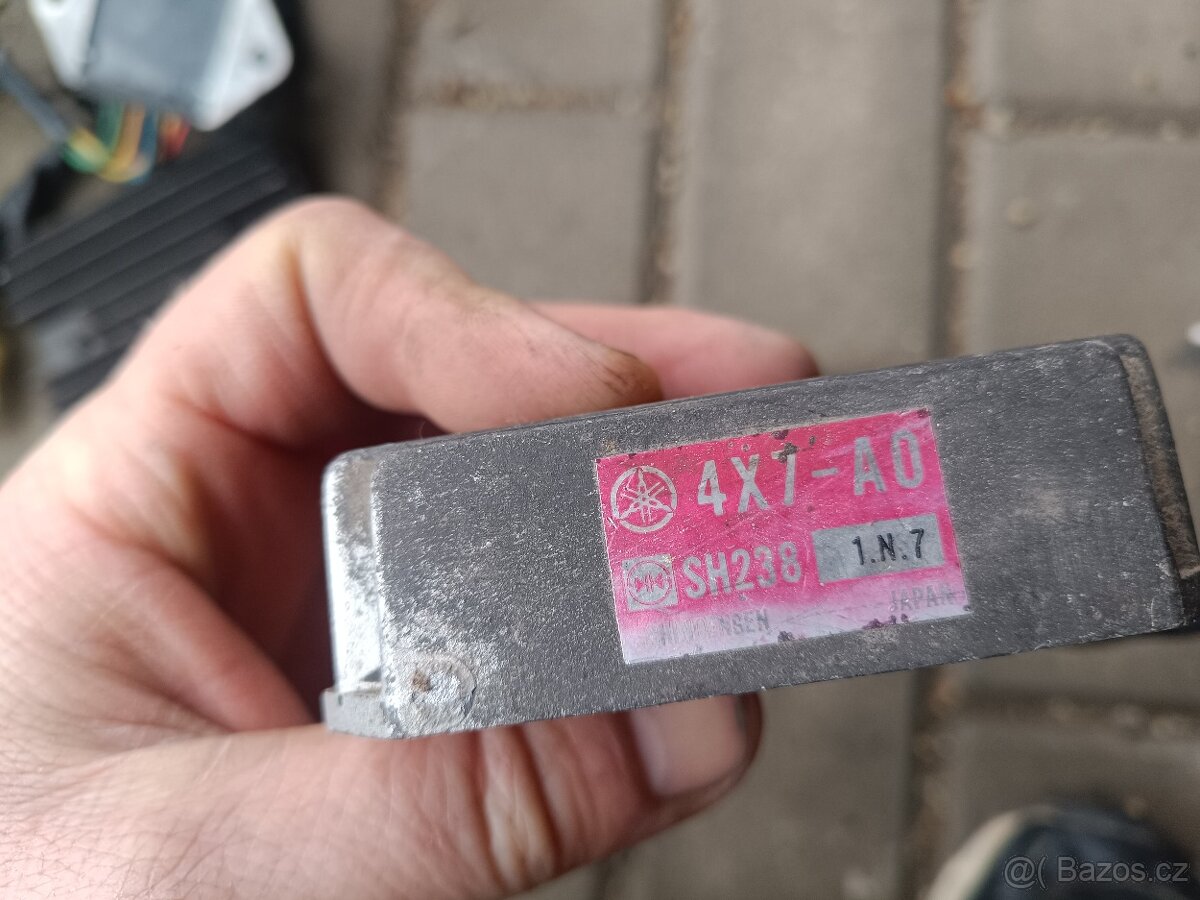 4X7-A0
SH238 1.N.7
JAPAN
@( Bazos.cz